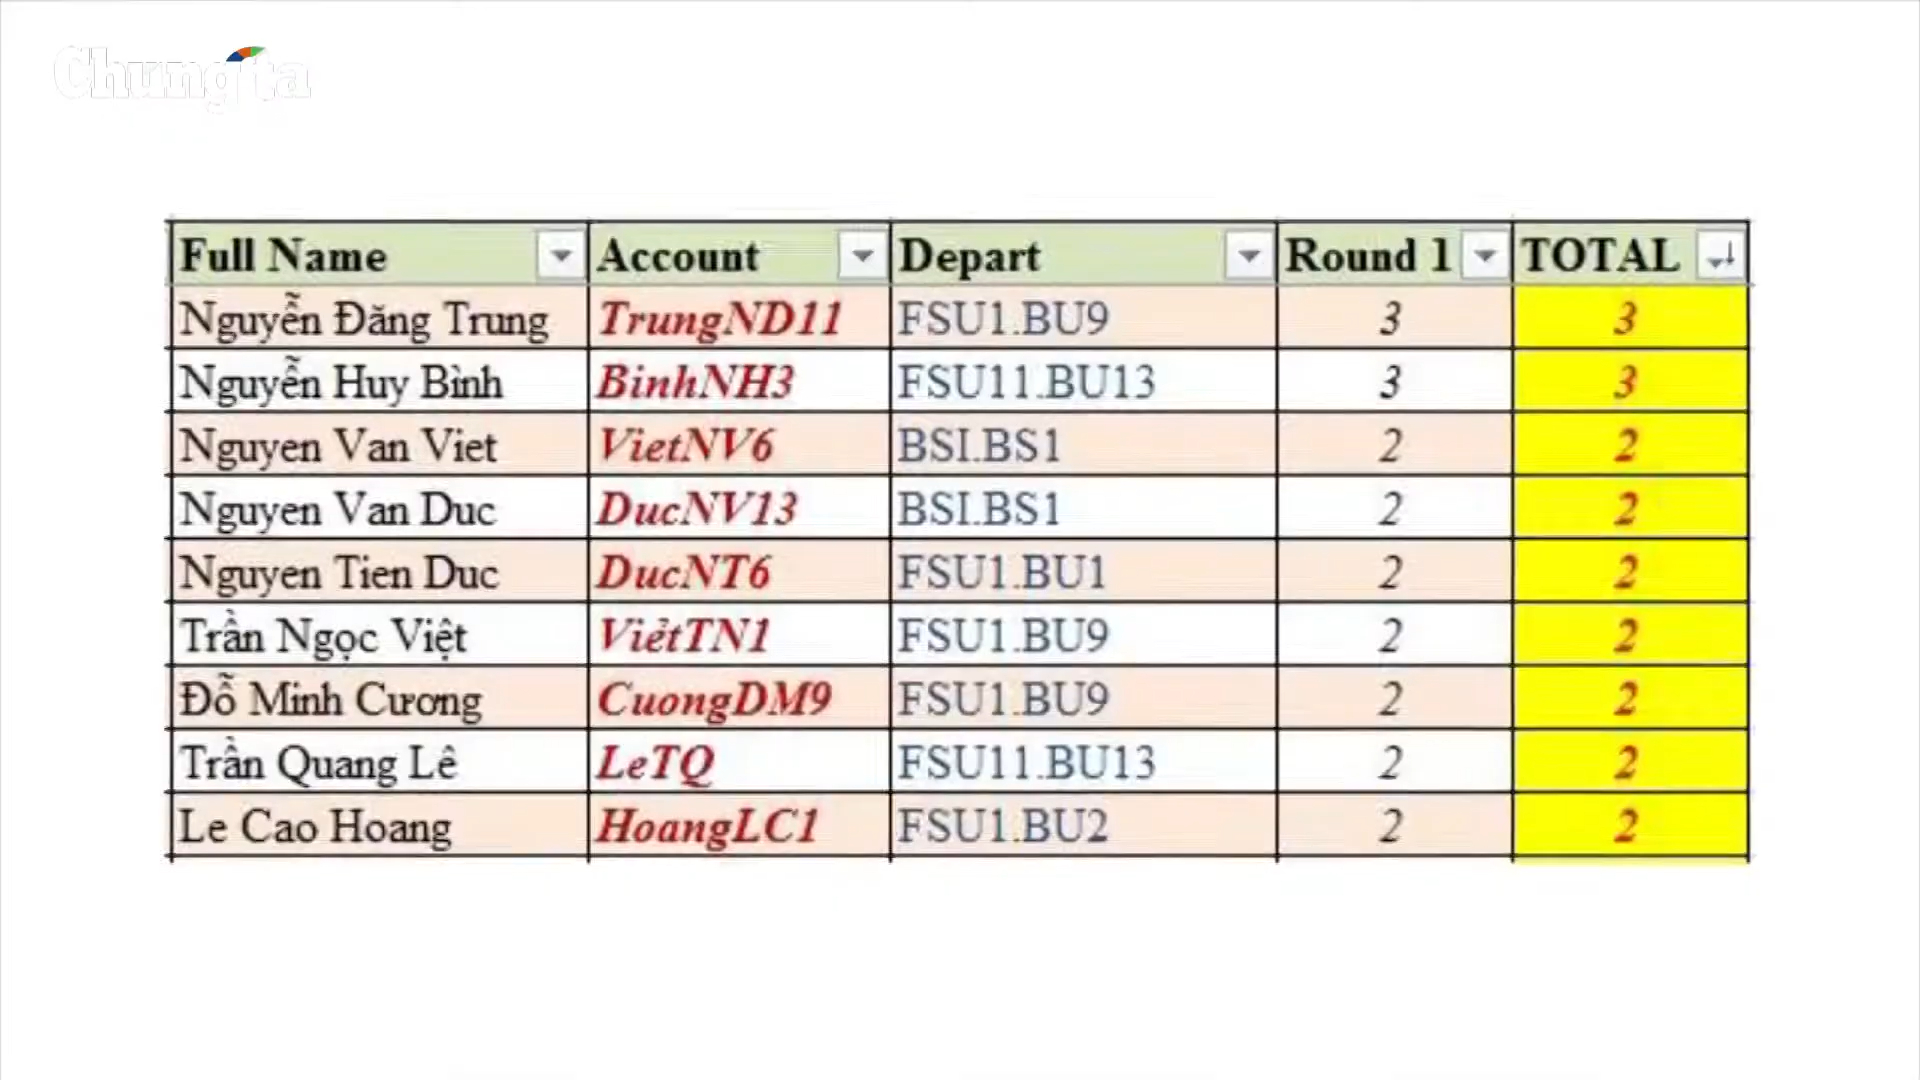 Chungta
Full Name Account Depart Round 1 TOTAL
Nguyễn Đăng Trung TrungND11 FSU1.BU9 3 3
Nguyễn Huy Bình BinhNH3 FSU11.BU13 3 3
Nguyen Van Viet VietNV6 BSI.BS1 2 2
Nguyen Van Duc DucNV13 BSI.BS1 2 2
Nguyen Tien Duc DucNT6 FSU1.BU1 2 2
Trần Ngọc Việt ViệtTN1 FSU1.BU9 2 2
Đỗ Minh Cương CuongDM9 FSU1.BU9 2 2
Trần Quang Lê LeTQ FSU11.BU13 2 2
Le Cao Hoang HoangLC1 FSU1.BU2 2 2